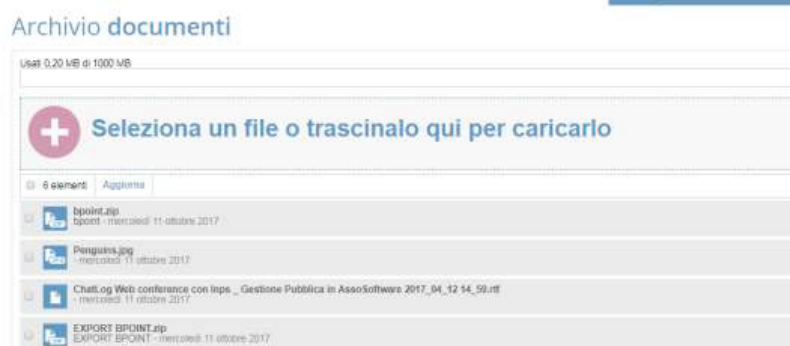 Archivio documenti
Usati 0,20 MB di 1000 MB
Seleziona un file o trascinalo qui per caricarlo
6 elementi Aggiorna
bpoint.zip
bpoint - mercoledì 11 ottobre 2017
Penguins.jpg
- mercoledì 11 ottobre 2017
ChatLog Web conference con Inps _ Gestione Pubblica in AssoSoftware 2017_04_12 14_50.rtf
- mercoledì 11 ottobre 2017
EXPORT BPOINT.zip
EXPORT BPOINT - mercoledì 11 ottobre 2017